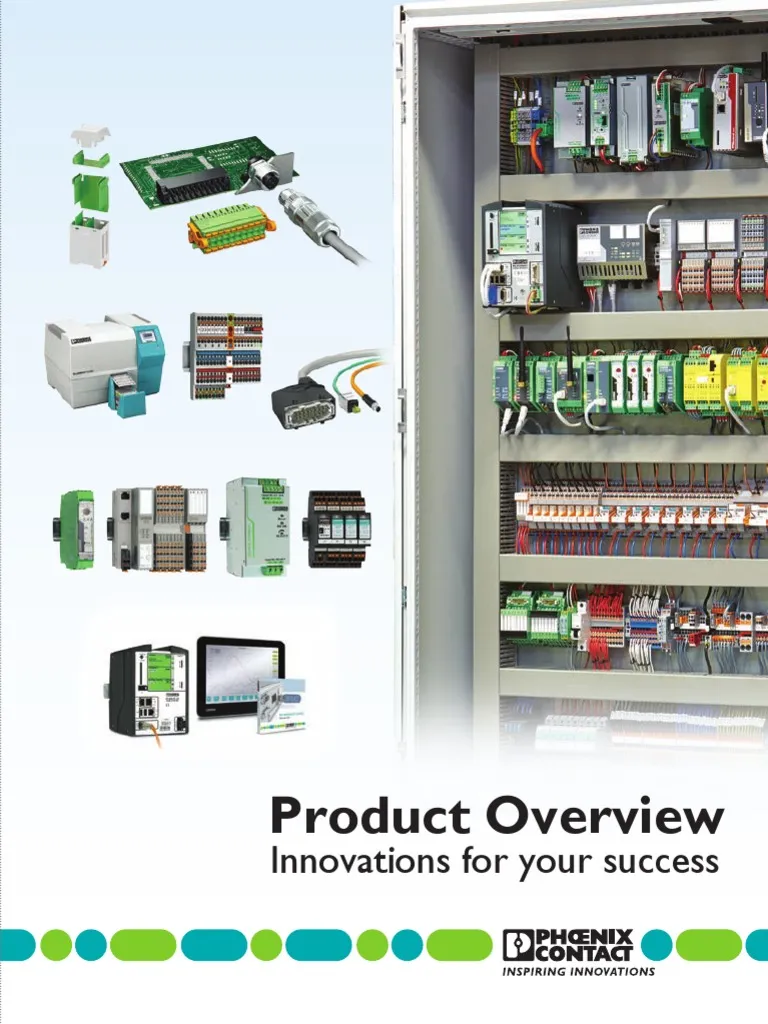 Product Overview
Innovations for your success
PHŒNIX
CONTACT
INSPIRING INNOVATIONS